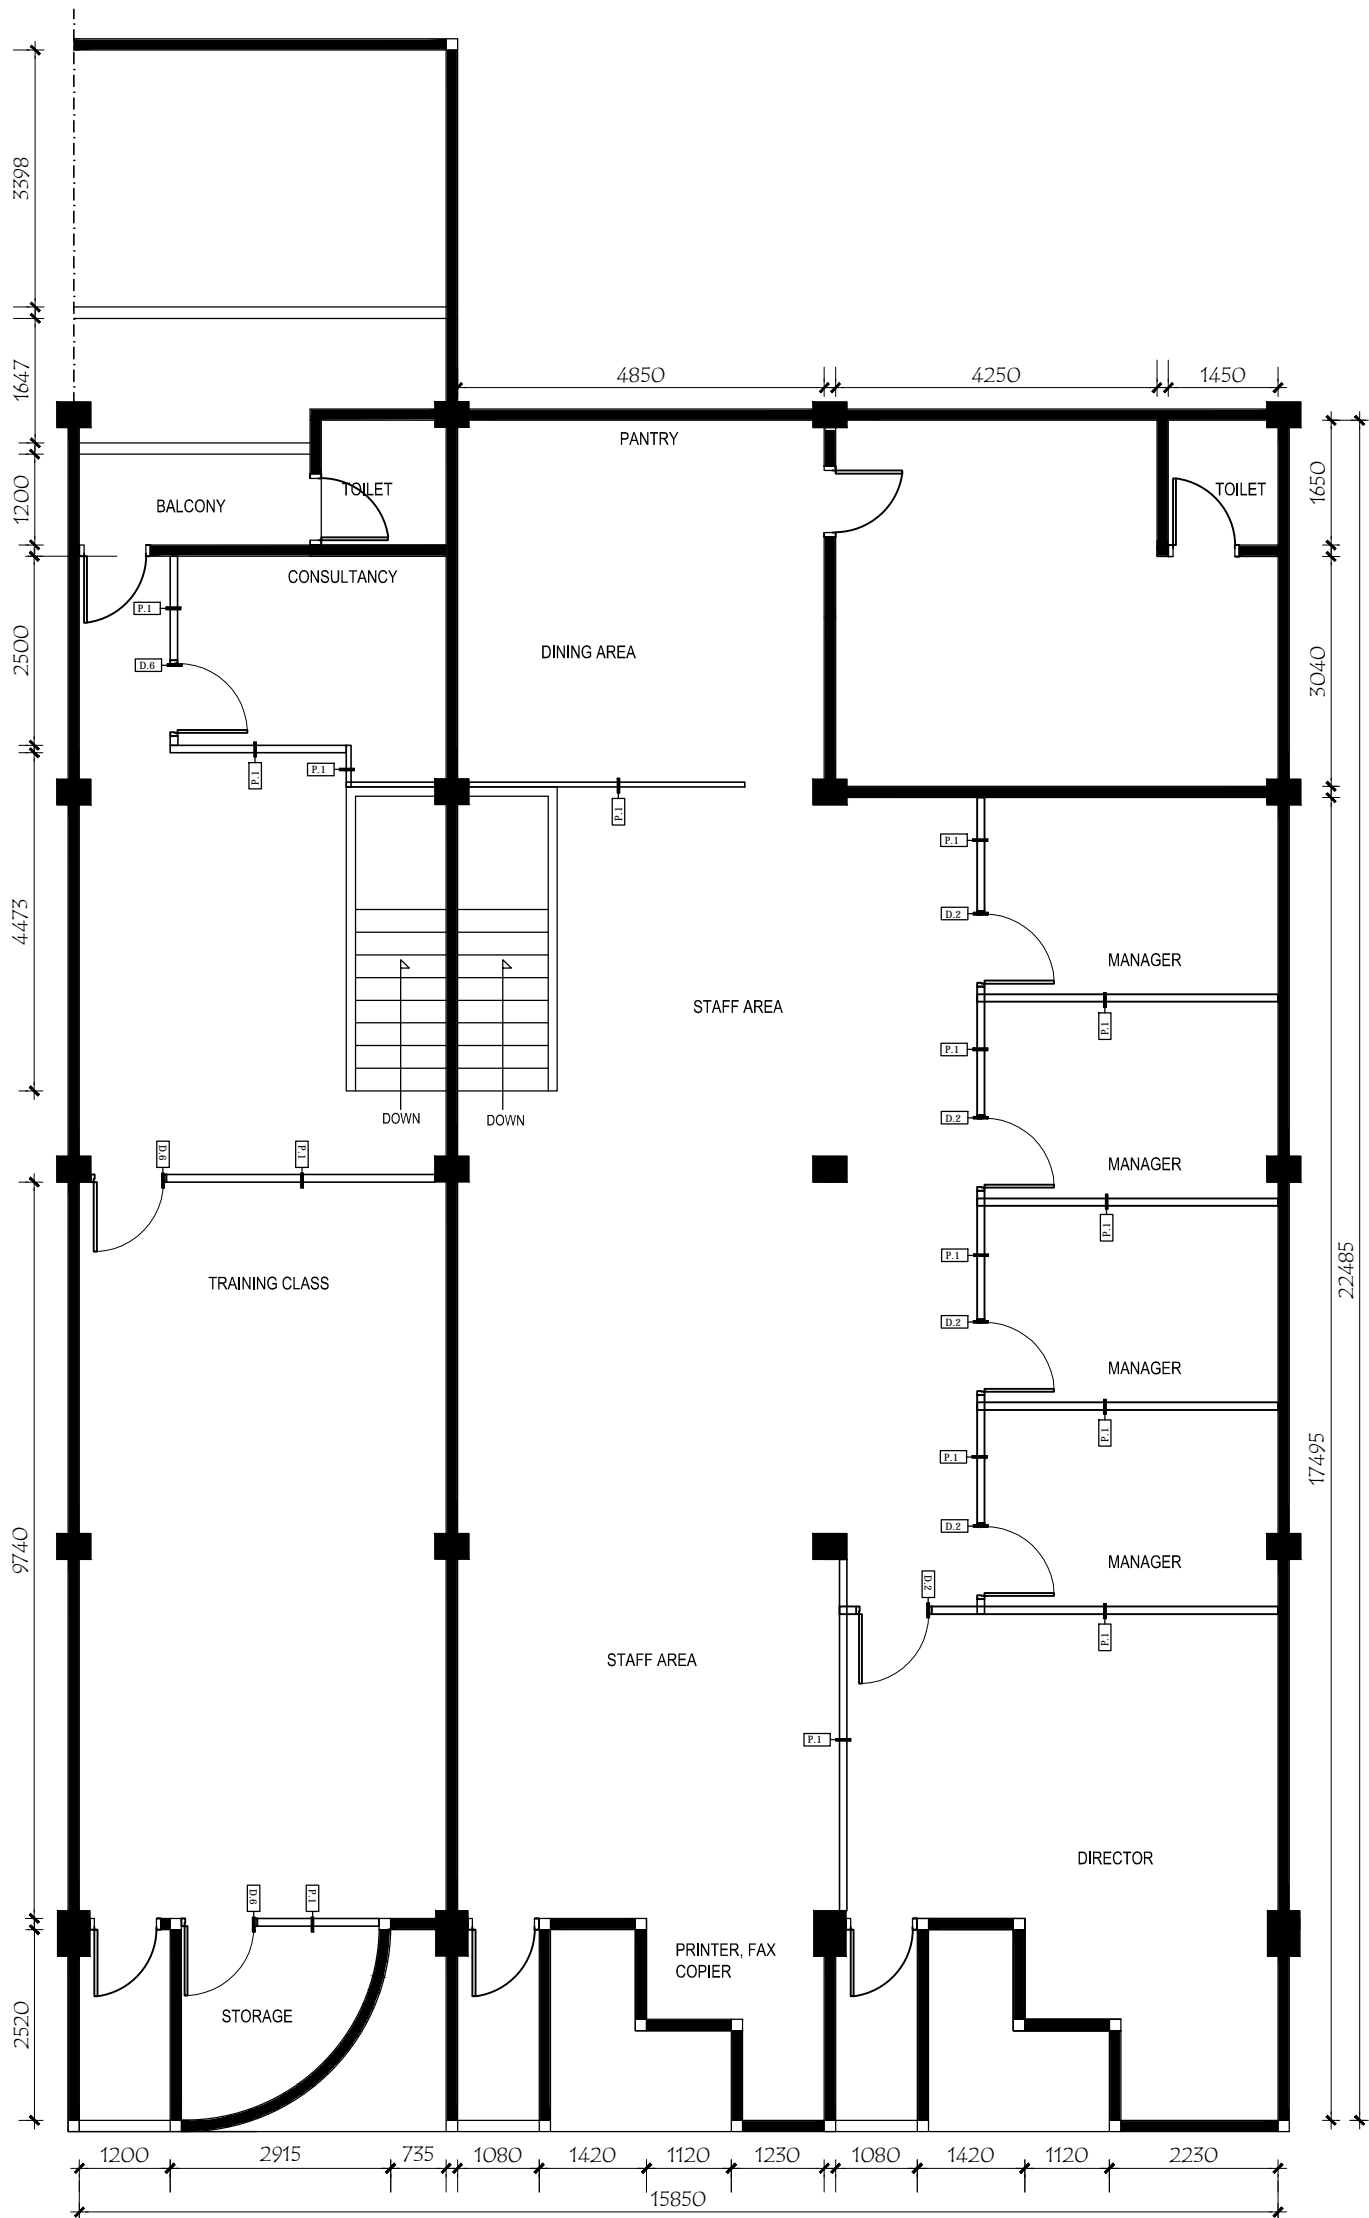 3398
1647
4850
4250
1450
PANTRY
1200
BALCONY
TOILET
TOILET
1650
CONSULTANCY
P.1
2500
D.6
DINING AREA
3040
P.1
P.1
P.1
P.1
4473
D.2
MANAGER
STAFF AREA
P.1
P.1
DOWN
DOWN
D.2
D.6
P.1
MANAGER
P.1
P.1
TRAINING CLASS
22485
D.2
MANAGER
P.1
P.1
17495
9740
D.2
MANAGER
D.2
P.1
STAFF AREA
P.1
DIRECTOR
D.6
P.1
PRINTER, FAX
COPIER
STORAGE
2520
1200
2915
735
1080
1420
1120
1230
1080
1420
1120
2230
15850